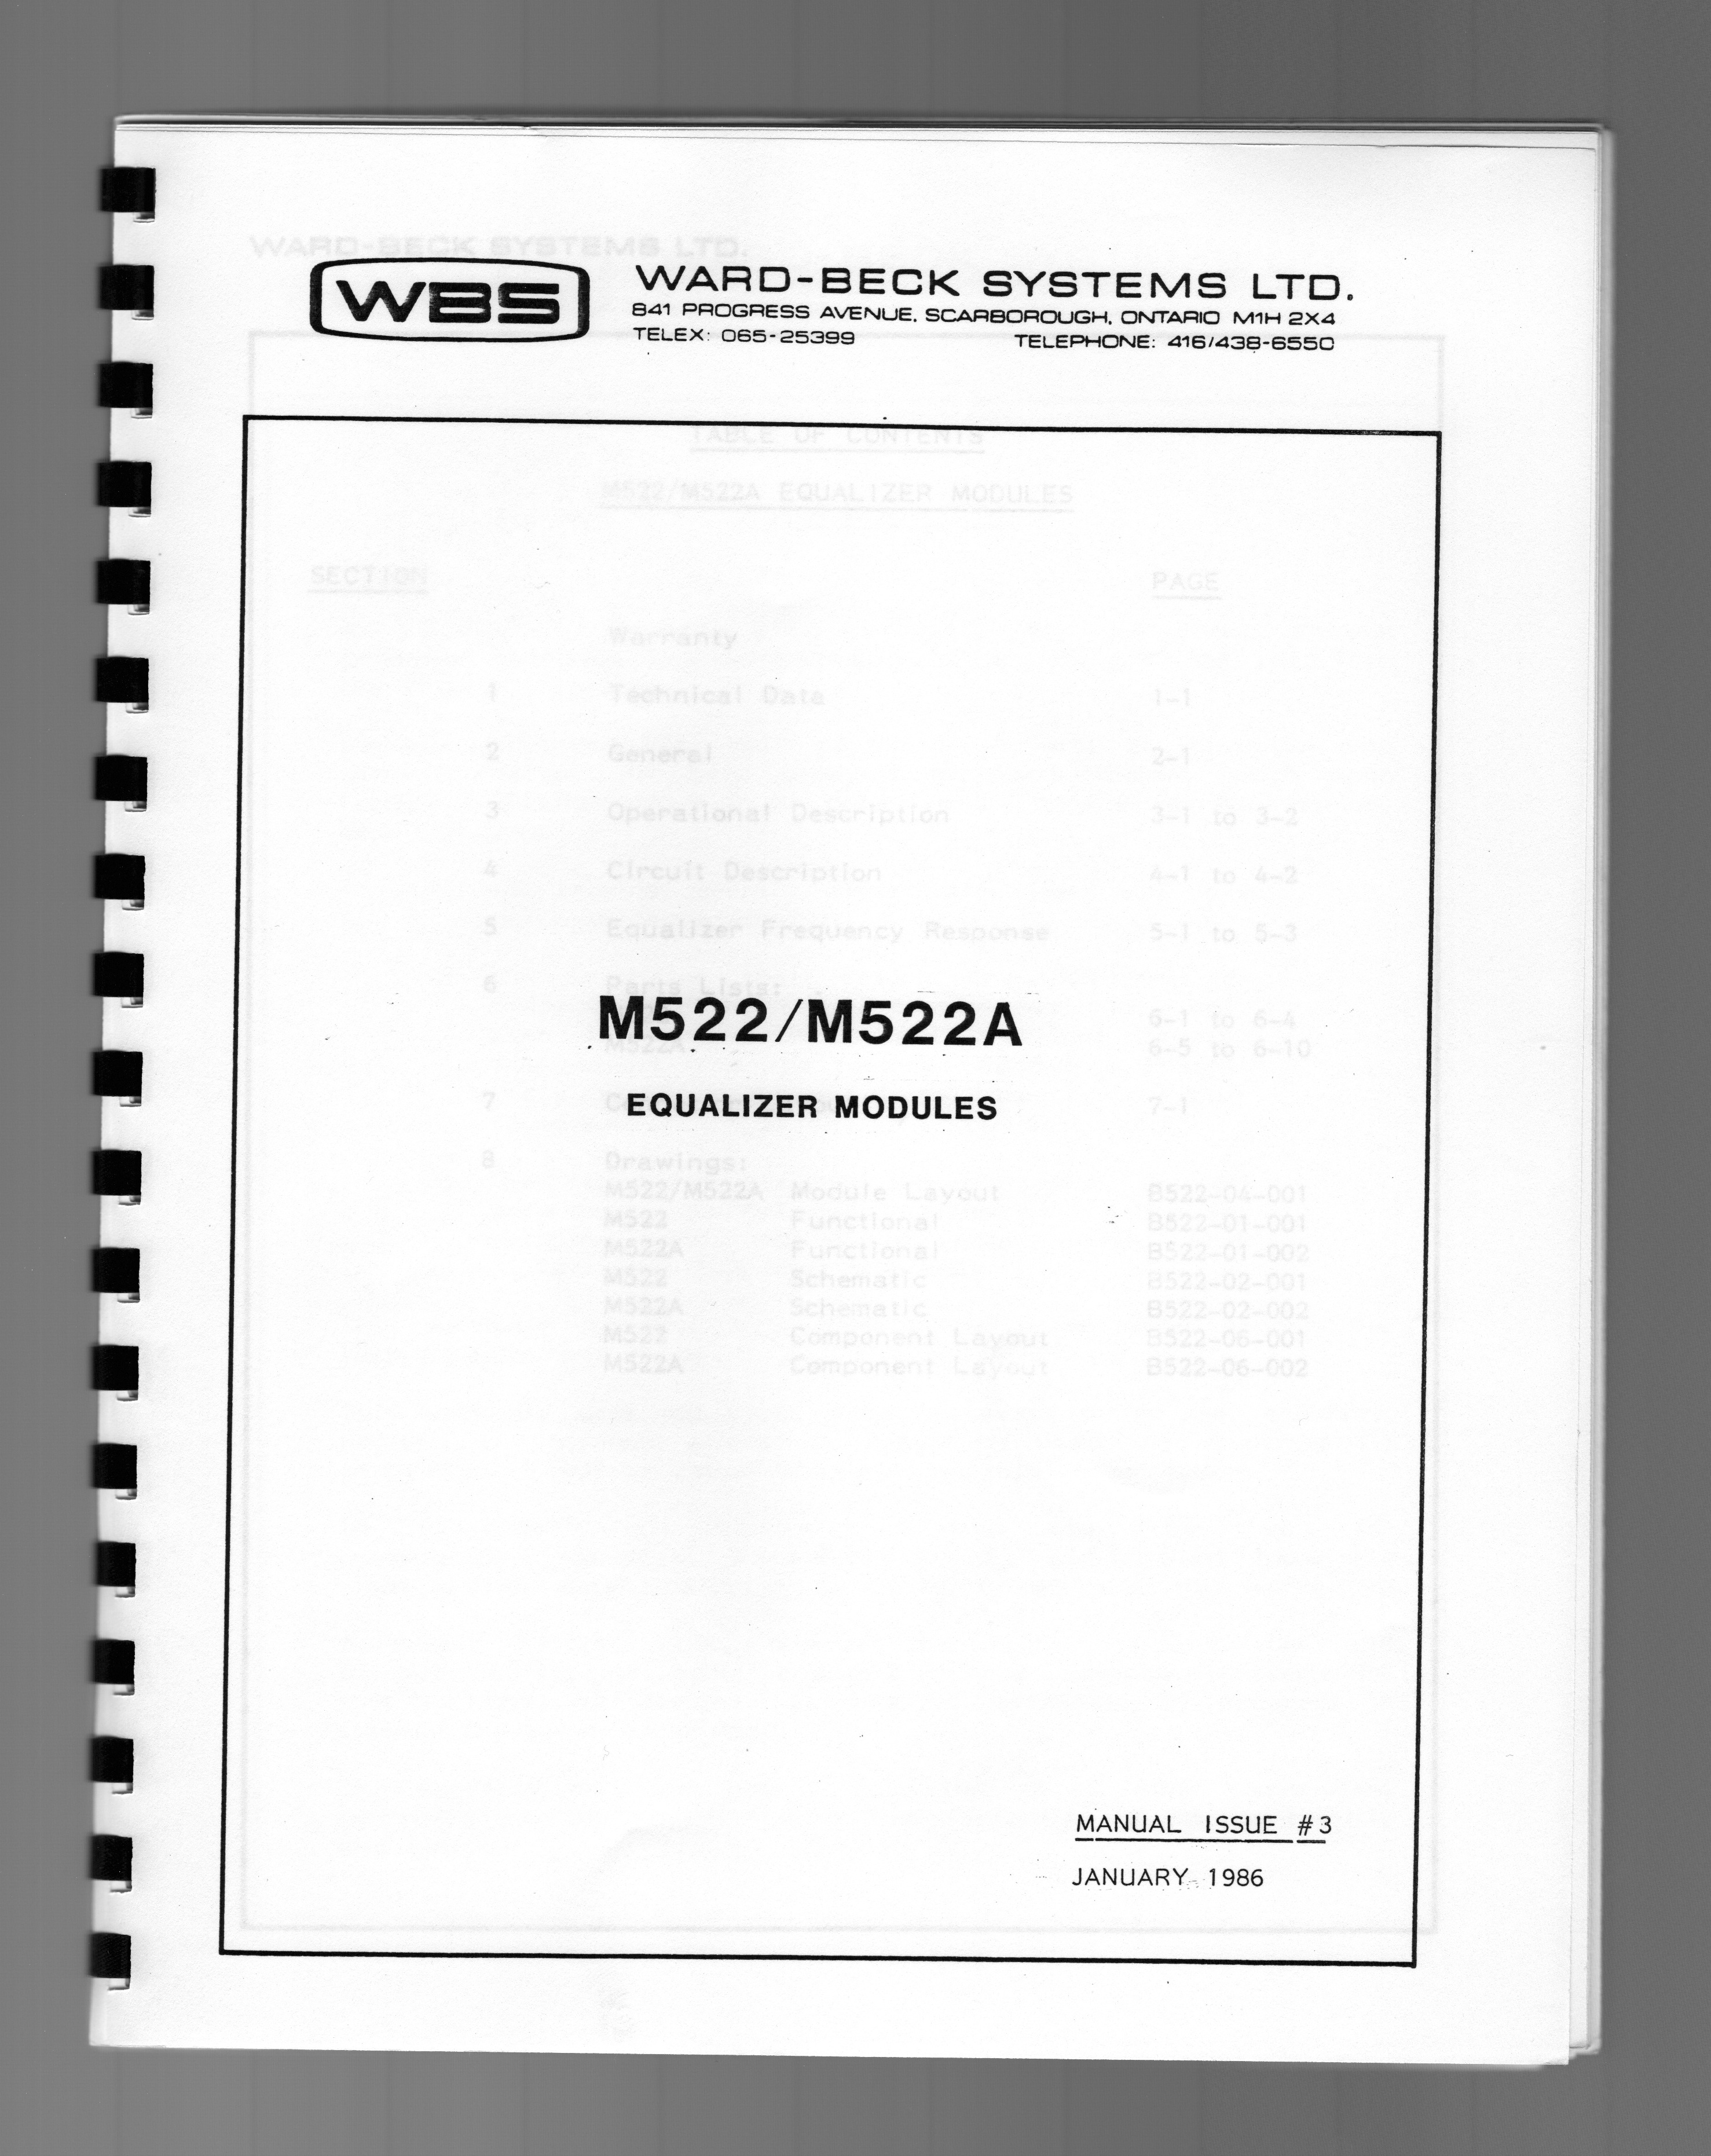 WARD-BECK SYSTEMS LTD.
WBS
WARD-BECK SYSTEMS LTD.
841 PROGRESS AVENUE, SCARBOROUGH, ONTARIO M1H 2X4
TELEX: 065-25399 TELEPHONE: 416/438-6550
TABLE OF CONTENTS
M522/M522A EQUALIZER MODULES
SECTION PAGE
Warranty
1 Technical Data 1-1
2 General 2-1
3 Operational Description 3-1 to 3-2
4 Circuit Description 4-1 to 4-2
5 Equalizer Frequency Response 5-1 to 5-3
6 Parts Lists:
M522/M522A
6-1 to 6-4
M522A 6-5 to 6-10
EQUALIZER MODULES
7 7-1
8 Drawings:
M522/M522A Module Layout B522-04-001
M522 Functional B522-01-001
M522A Functional B522-01-002
M522 Schematic B522-02-001
M522A Schematic B522-02-002
M522 Component Layout B522-06-001
M522A Component Layout B522-06-002
MANUAL ISSUE #3
JANUARY 1986